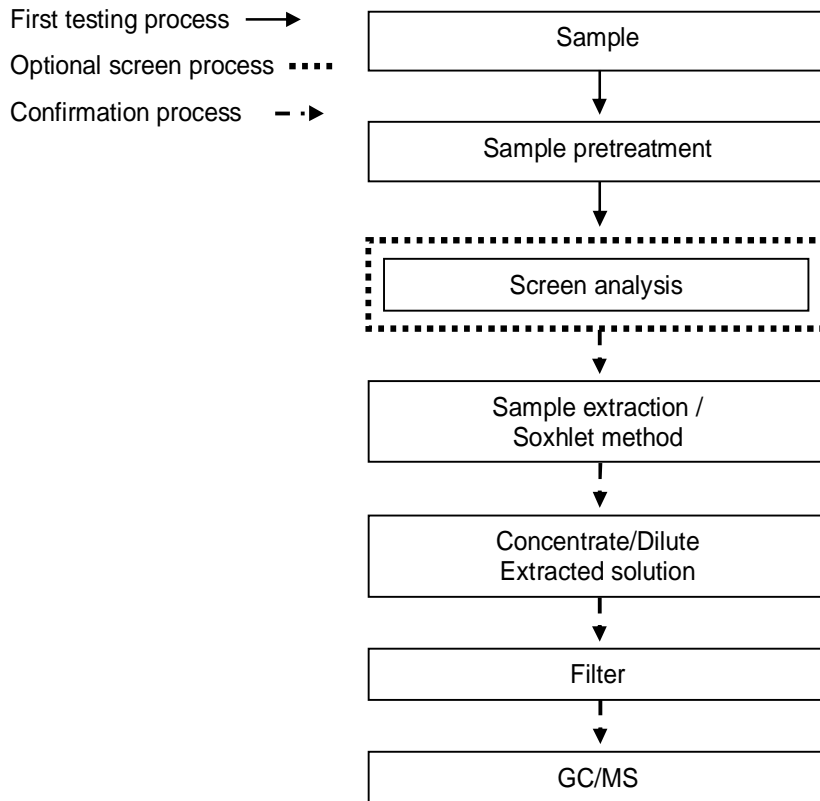 First testing process
Optional screen process
Confirmation process
Sample
Sample pretreatment
Screen analysis
Sample extraction /
Soxhlet method
Concentrate/Dilute
Extracted solution
Filter
GC/MS